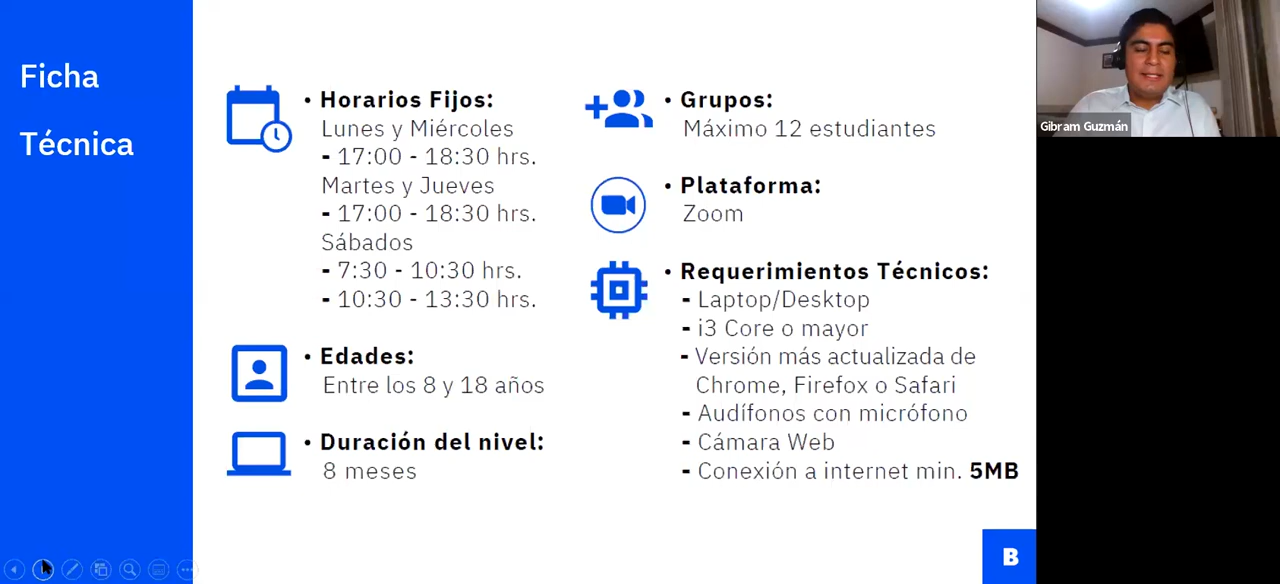 Ficha
Técnica
• Horarios Fijos:
Lunes y Miércoles
- 17:00 - 18:30 hrs.
Martes y Jueves
- 17:00 - 18:30 hrs.
Sábados
- 7:30 - 10:30 hrs.
- 10:30 - 13:30 hrs.
• Edades:
Entre los 8 y 18 años
• Duración del nivel:
8 meses
• Grupos:
Máximo 12 estudiantes
• Plataforma:
Zoom
• Requerimientos Técnicos:
- Laptop/Desktop
- i3 Core o mayor
- Versión más actualizada de
Chrome, Firefox o Safari
- Audífonos con micrófono
- Cámara Web
- Conexión a internet min. 5MB
B
Gibram Guzmán